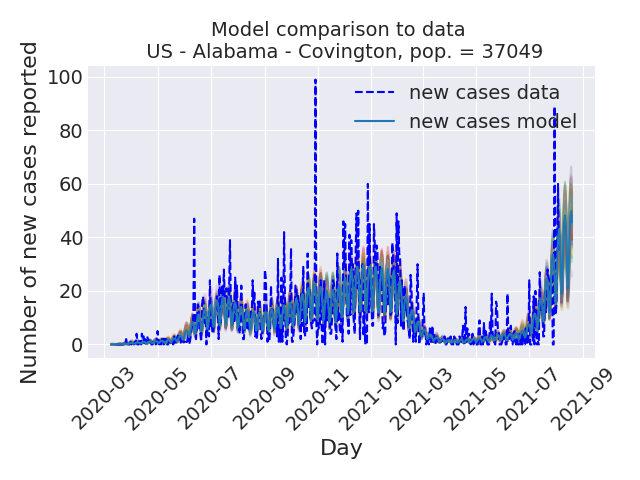 Model comparison to data
US - Alabama - Covington, pop. = 37049
Number of new cases reported
100
80
60
40
20
0
new cases data
new cases model
2020-03
2020-05
2020-07
2020-09
2020-11
2021-01
2021-03
2021-05
2021-07
2021-09
Day